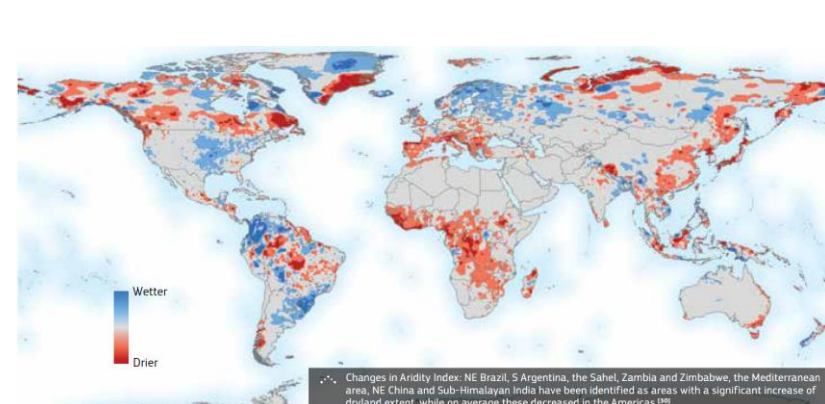 Wetter
Drier
Changes in Aridity Index: NE Brazil, S Argentina, the Sahel, Zambia and Zimbabwe, the Mediterranean
area, NE China and Sub-Himalayan India have been identified as areas with a significant increase of
dryland extent, while on average these decreased in the Americas [30]